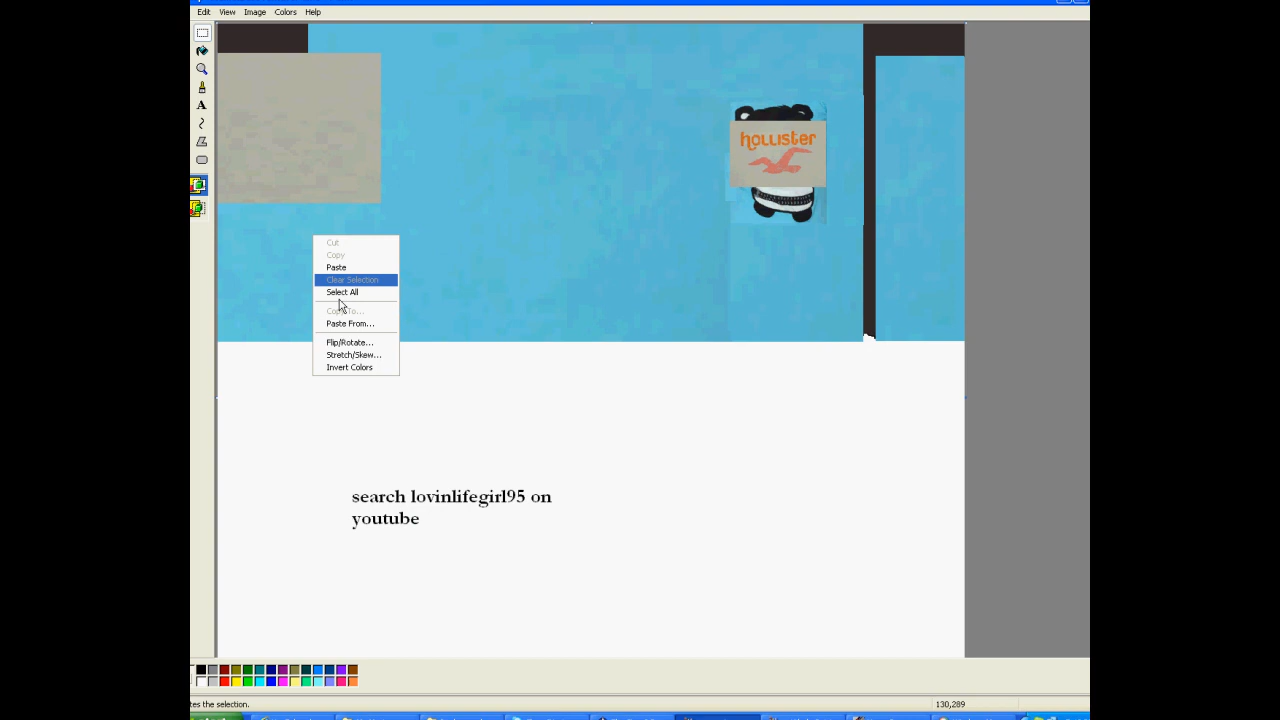 Edit View Image Colors Help
A
hollister
Cut
Copy
Paste
Clear Selection
Select All
Copy To...
Paste From...
Flip/Rotate...
Stretch/Skew...
Invert Colors
search lovinlifegirl95 on
youtube
tes the selection.
130,289